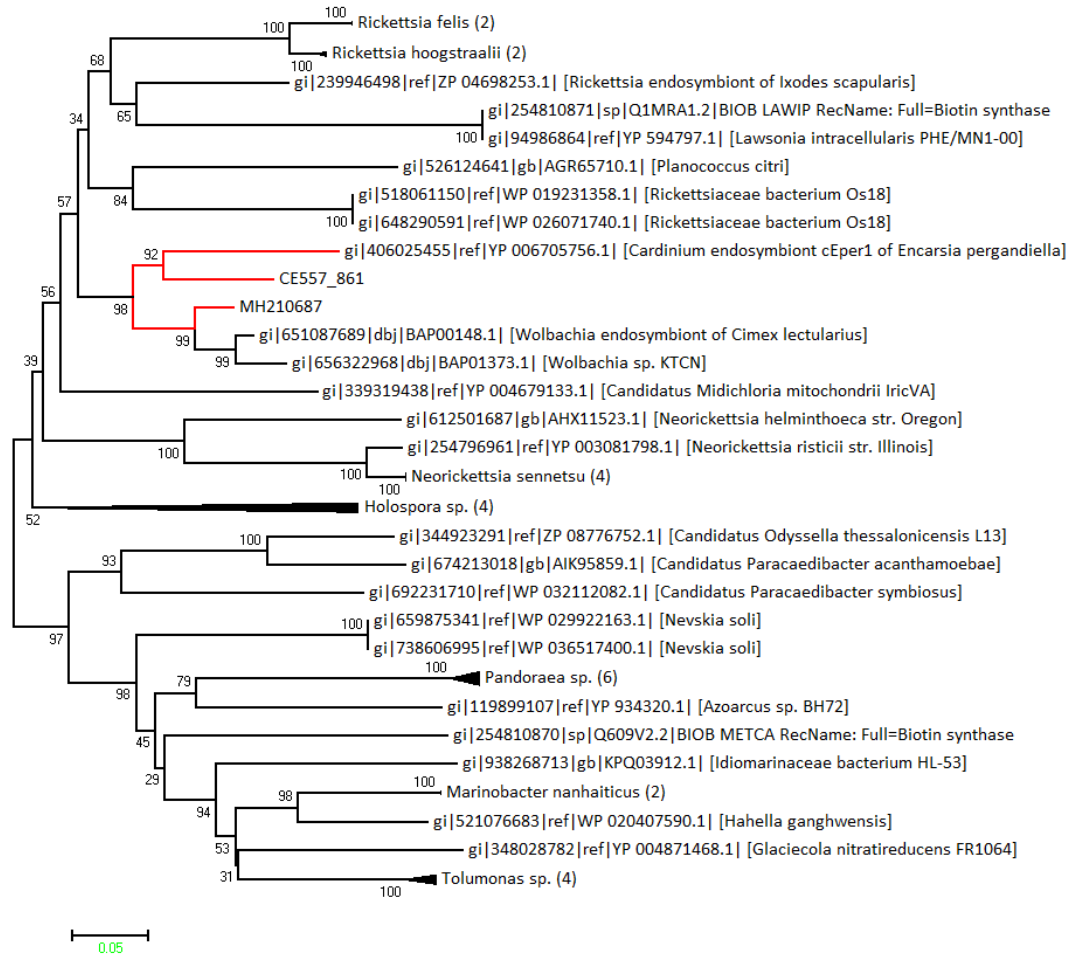 100
Rickettsia felis (2)
100
Rickettsia hoogstraalii (2)
100
68
gi|239946498|ref|ZP 04698253.1| [Rickettsia endosymbiont of Ixodes scapularis]
65
gi|254810871|sp|Q1MRA1.2|BIOB LAWIP RecName: Full=Biotin synthase
100
gi|94986864|ref|YP 594797.1| [Lawsonia intracellularis PHE/MN1-00]
34
gi|526124641|gb|AGR65710.1| [Planococcus citri]
84
gi|518061150|ref|WP 019231358.1| [Rickettsiaceae bacterium Os18]
100
gi|648290591|ref|WP 026071740.1| [Rickettsiaceae bacterium Os18]
57
92
gi|406025455|ref|YP 006705756.1| [Cardinium endosymbiont cEper1 of Encarsia pergandiella]
CE557_861
98
MH210687
99
gi|651087689|dbj|BAP00148.1| [Wolbachia endosymbiont of Cimex lectularius]
99
gi|656322968|dbj|BAP01373.1| [Wolbachia sp. KTCN]
56
gi|339319438|ref|YP 004679133.1| [Candidatus Midichloria mitochondrii IricVA]
39
gi|612501687|gb|AHX11523.1| [Neorickettsia helminthoeca str. Oregon]
100
gi|254796961|ref|YP 003081798.1| [Neorickettsia risticii str. Illinois]
100
Neorickettsia sennetsu (4)
100
Holospora sp. (4)
52
100
gi|344923291|ref|ZP 08776752.1| [Candidatus Odyssella thessalonicensis L13]
93
gi|674213018|gb|AIK95859.1| [Candidatus Paracaedibacter acanthamoebae]
gi|692231710|ref|WP 032112082.1| [Candidatus Paracaedibacter symbiosus]
97
gi|659875341|ref|WP 029922163.1| [Nevskia soli]
100
gi|738606995|ref|WP 036517400.1| [Nevskia soli]
98
100
Pandoraea sp. (6)
79
gi|119899107|ref|YP 934320.1| [Azoarcus sp. BH72]
45
gi|254810870|sp|Q609V2.2|BIOB METCA RecName: Full=Biotin synthase
29
gi|938268713|gb|KPQ03912.1| [Idiomarinaceae bacterium HL-53]
94
100
Marinobacter nanhaiticus (2)
98
gi|521076683|ref|WP 020407590.1| [Hahella ganghwensis]
53
gi|348028782|ref|YP 004871468.1| [Glaciecola nitratireducens FR1064]
31
Tolumonas sp. (4)
100
0.05